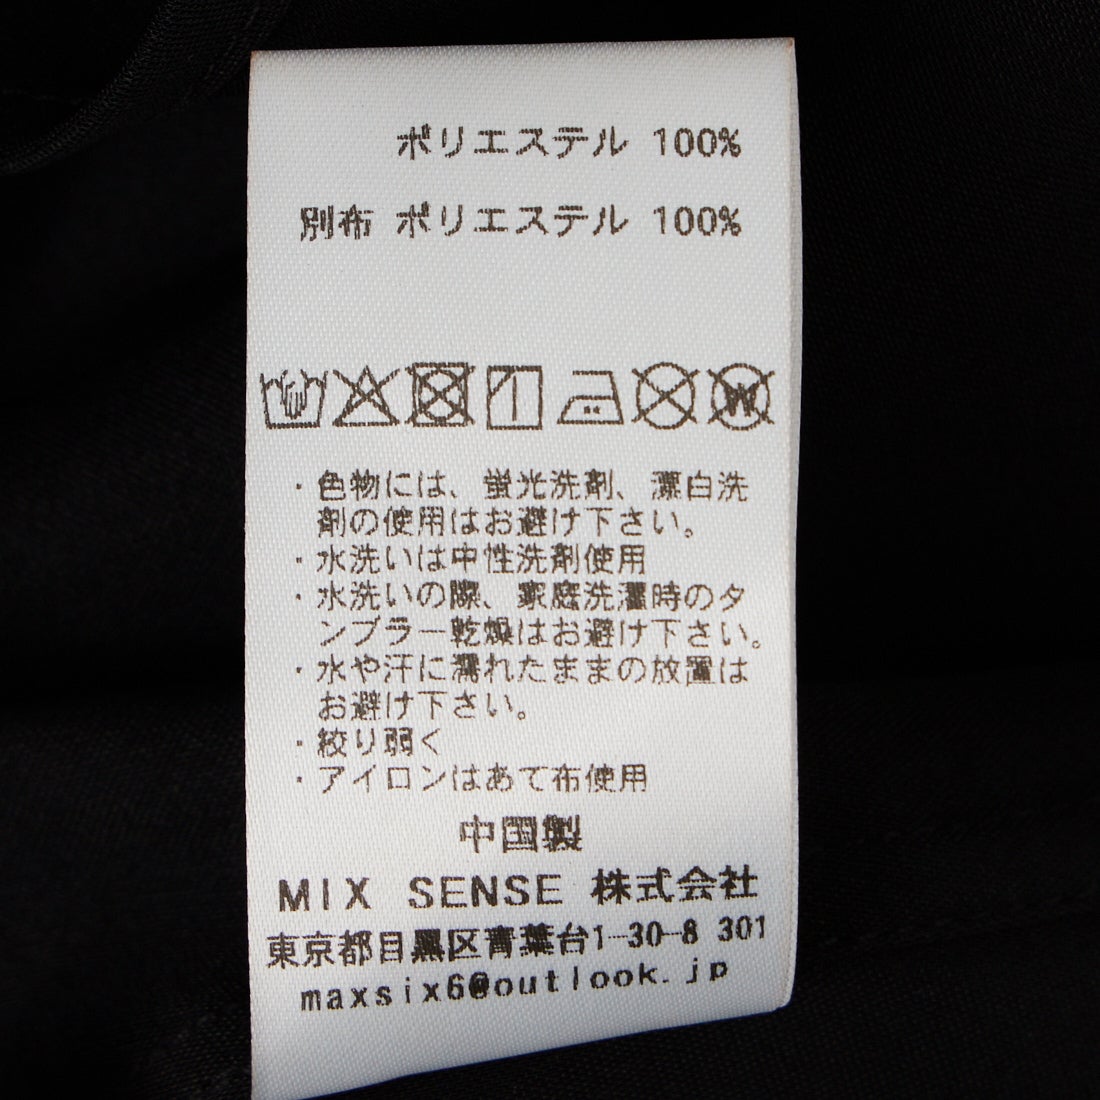 ポリエステル 100%
別布 ポリエステル 100%
・色物には、蛍光洗剤、漂白洗
剤の使用はお避け下さい。
・水洗いは中性洗剤使用
・水洗いの際、家庭洗濯時のタ
ンブラー乾燥はお避け下さい。
・水や汗に濡れたままの放置は
お避け下さい。
・絞り弱く
・アイロンはあて布使用
中国製
MIX SENSE 株式会社
東京都目黒区青葉台1-30-8 301
maxsix6@outlook.jp